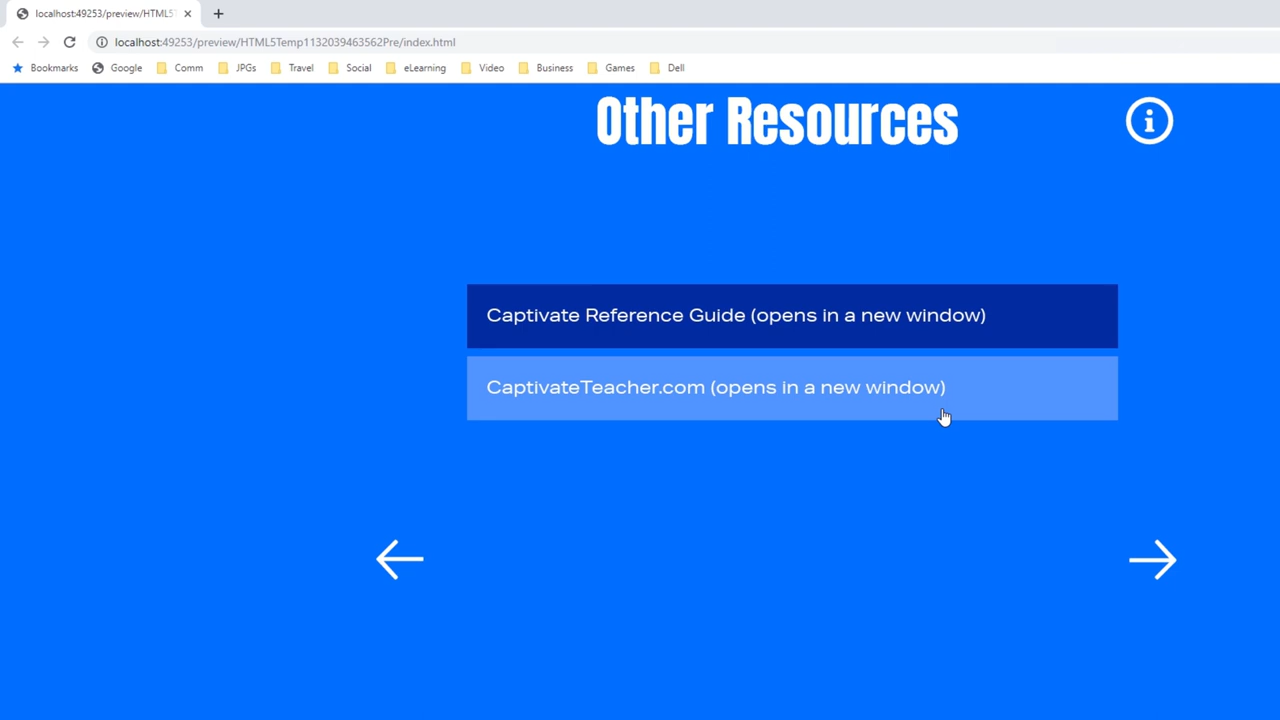 localhost:49253/preview/HTML5T
localhost:49253/preview/HTML5Temp1132039463562Pre/index.html
Bookmarks Google Comm JPGs Travel Social eLearning Video Business Games Dell
Other Resources
Captivate Reference Guide (opens in a new window)
CaptivateTeacher.com (opens in a new window)